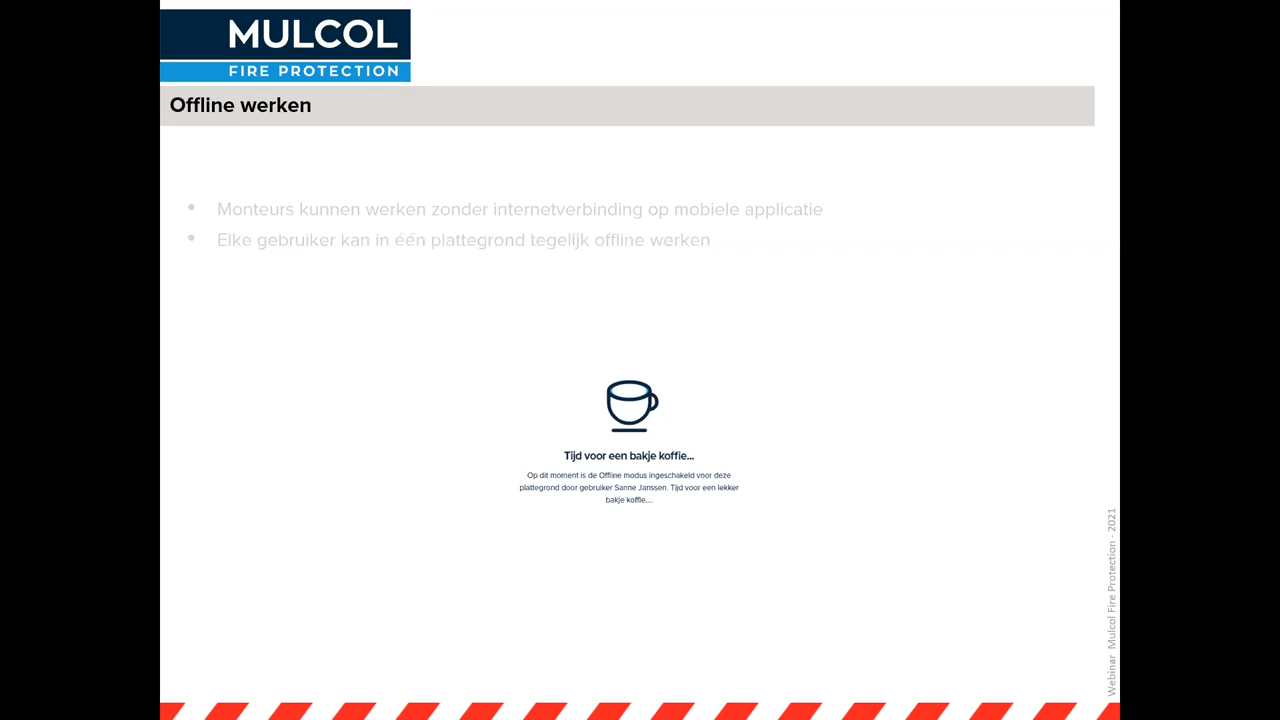 MULCOL
FIRE PROTECTION
Offline werken
• Monteurs kunnen werken zonder internetverbinding op mobiele applicatie
• Elke gebruiker kan in één plattegrond tegelijk offline werken
Tijd voor een bakje koffie...
Op dit moment is de Offline modus ingeschakeld voor deze
plattegrond door gebruiker Sanne Janssen. Tijd voor een lekker
bakje koffie....
Webinar Mulcol Fire Protection - 2021